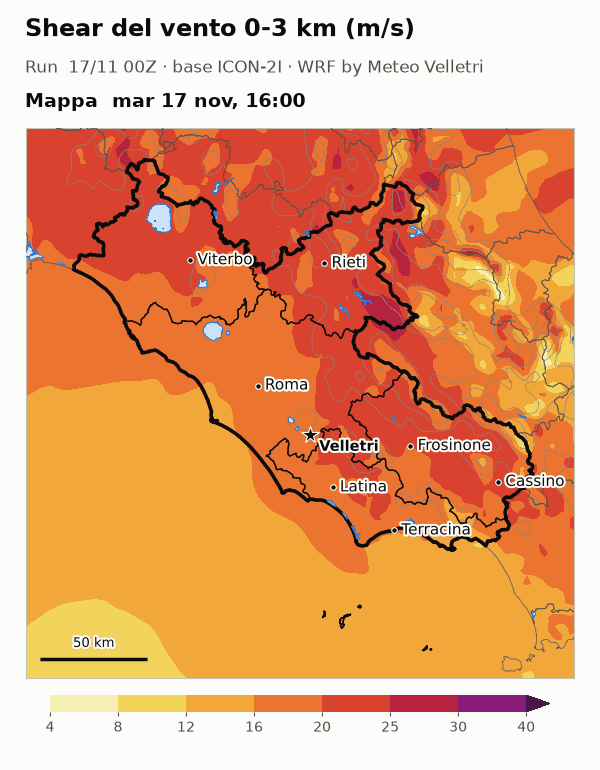 Shear del vento 0-3 km (m/s)
Run  17/11 00Z · base ICON-2I · WRF by Meteo Velletri
Mappa  mar 17 nov, 16:00
Viterbo
Rieti
Roma
Velletri
Frosinone
Latina
Cassino
Terracina
50 km
4 8 12 16 20 25 30 40